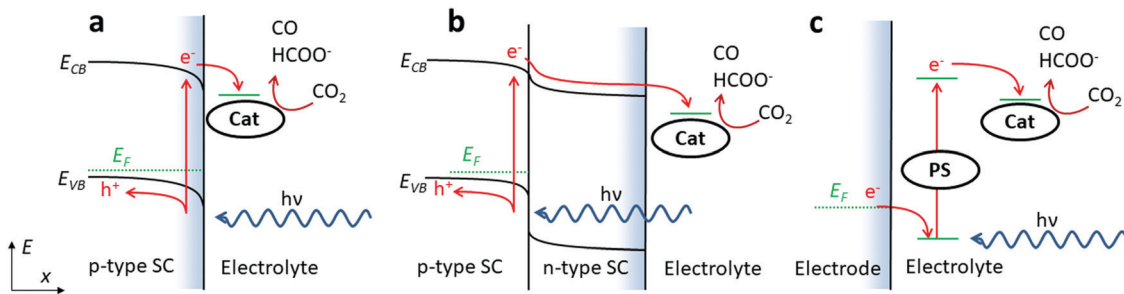 a
CO
HCOO⁻
e⁻
E_CB
CO₂
Cat
E_F
E_VB
h⁺
hν
E
x
p-type SC
Electrolyte
b
CO
HCOO⁻
e⁻
E_CB
CO₂
Cat
E_F
E_VB
h⁺
hν
p-type SC
n-type SC
Electrolyte
c
CO
HCOO⁻
e⁻
CO₂
Cat
PS
E_F
e⁻
hν
Electrode
Electrolyte